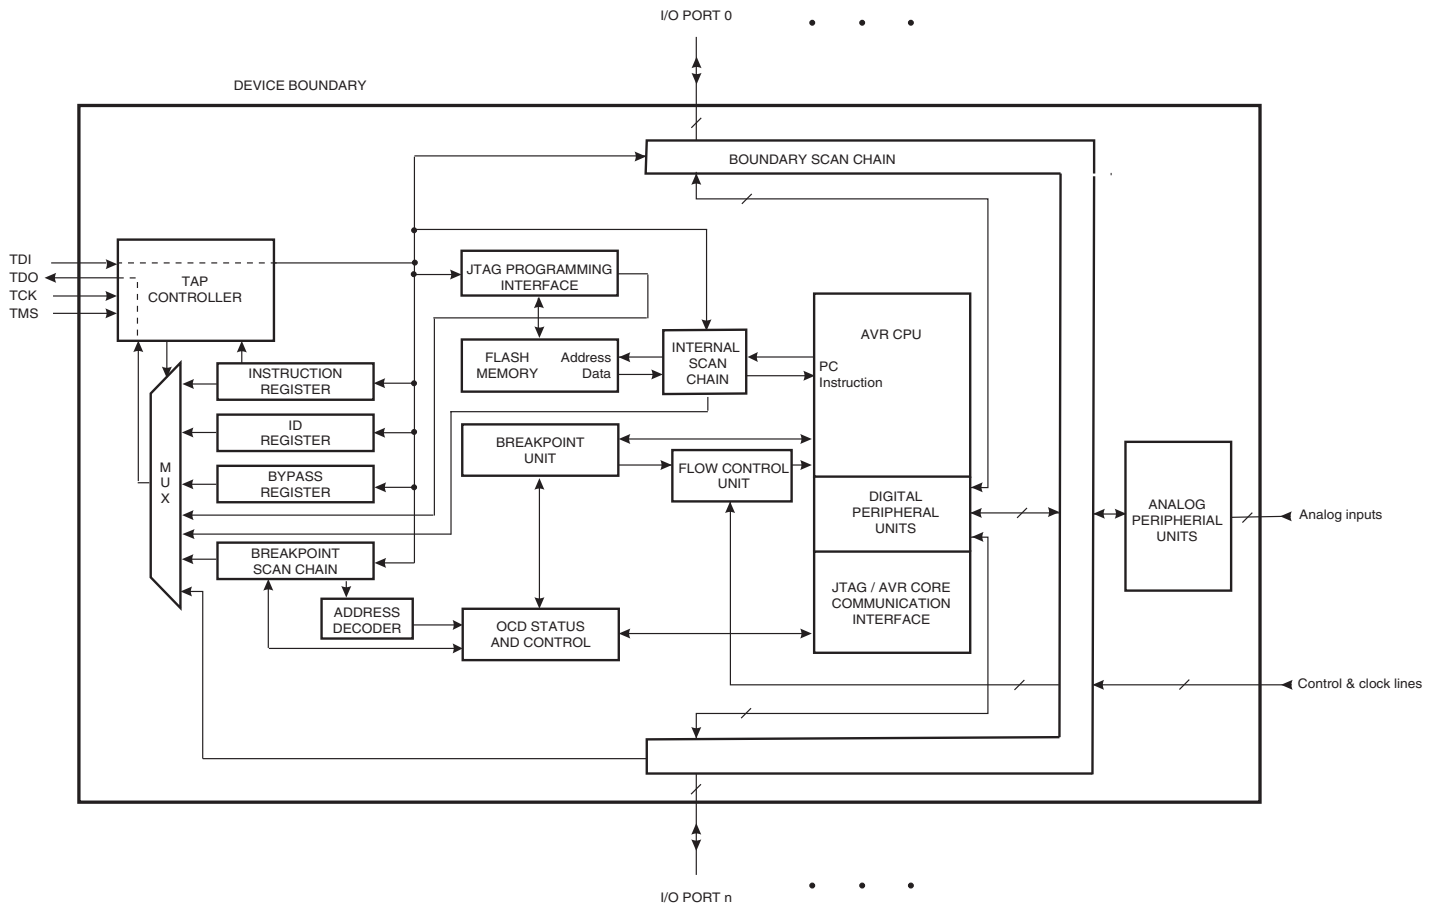 I/O PORT 0
DEVICE BOUNDARY
BOUNDARY SCAN CHAIN
TDI
TDO
TCK
TMS
TAP
CONTROLLER
JTAG PROGRAMMING
INTERFACE
FLASH
MEMORY
Address
Data
INTERNAL
SCAN
CHAIN
AVR CPU
PC
Instruction
INSTRUCTION
REGISTER
ID
REGISTER
BYPASS
REGISTER
M
U
X
BREAKPOINT
UNIT
FLOW CONTROL
UNIT
DIGITAL
PERIPHERAL
UNITS
ANALOG
PERIPHERIAL
UNITS
Analog inputs
BREAKPOINT
SCAN CHAIN
ADDRESS
DECODER
OCD STATUS
AND CONTROL
JTAG / AVR CORE
COMMUNICATION
INTERFACE
Control & clock lines
I/O PORT n